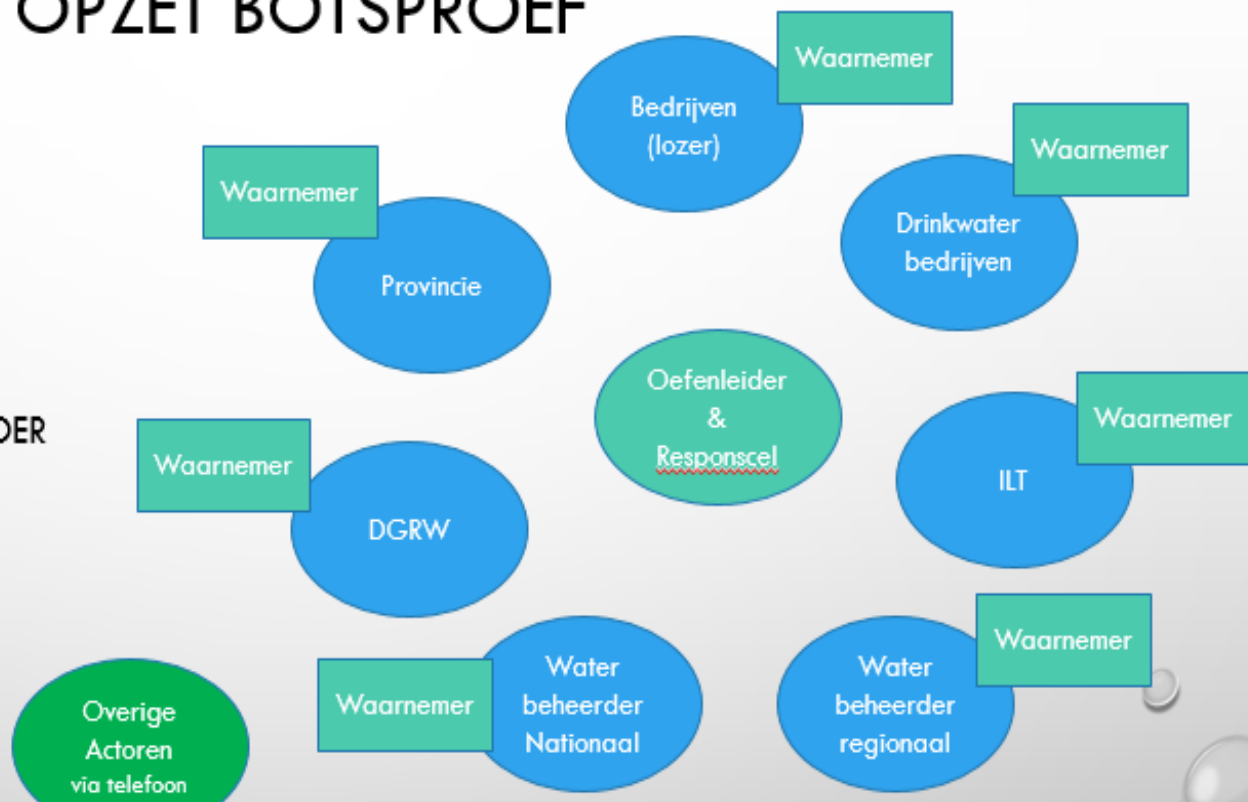 OPZET BOTSPROEF
Waarnemer
Bedrijven
(lozer)
Waarnemer
Drinkwater
bedrijven
Waarnemer
Provincie
Oefenleider
&
Responscel
Waarnemer
ILT
DER
Waarnemer
DGRW
Waarnemer
Water
beheerder
Nationaal
Waarnemer
Water
beheerder
regionaal
Overige
Actoren
via telefoon